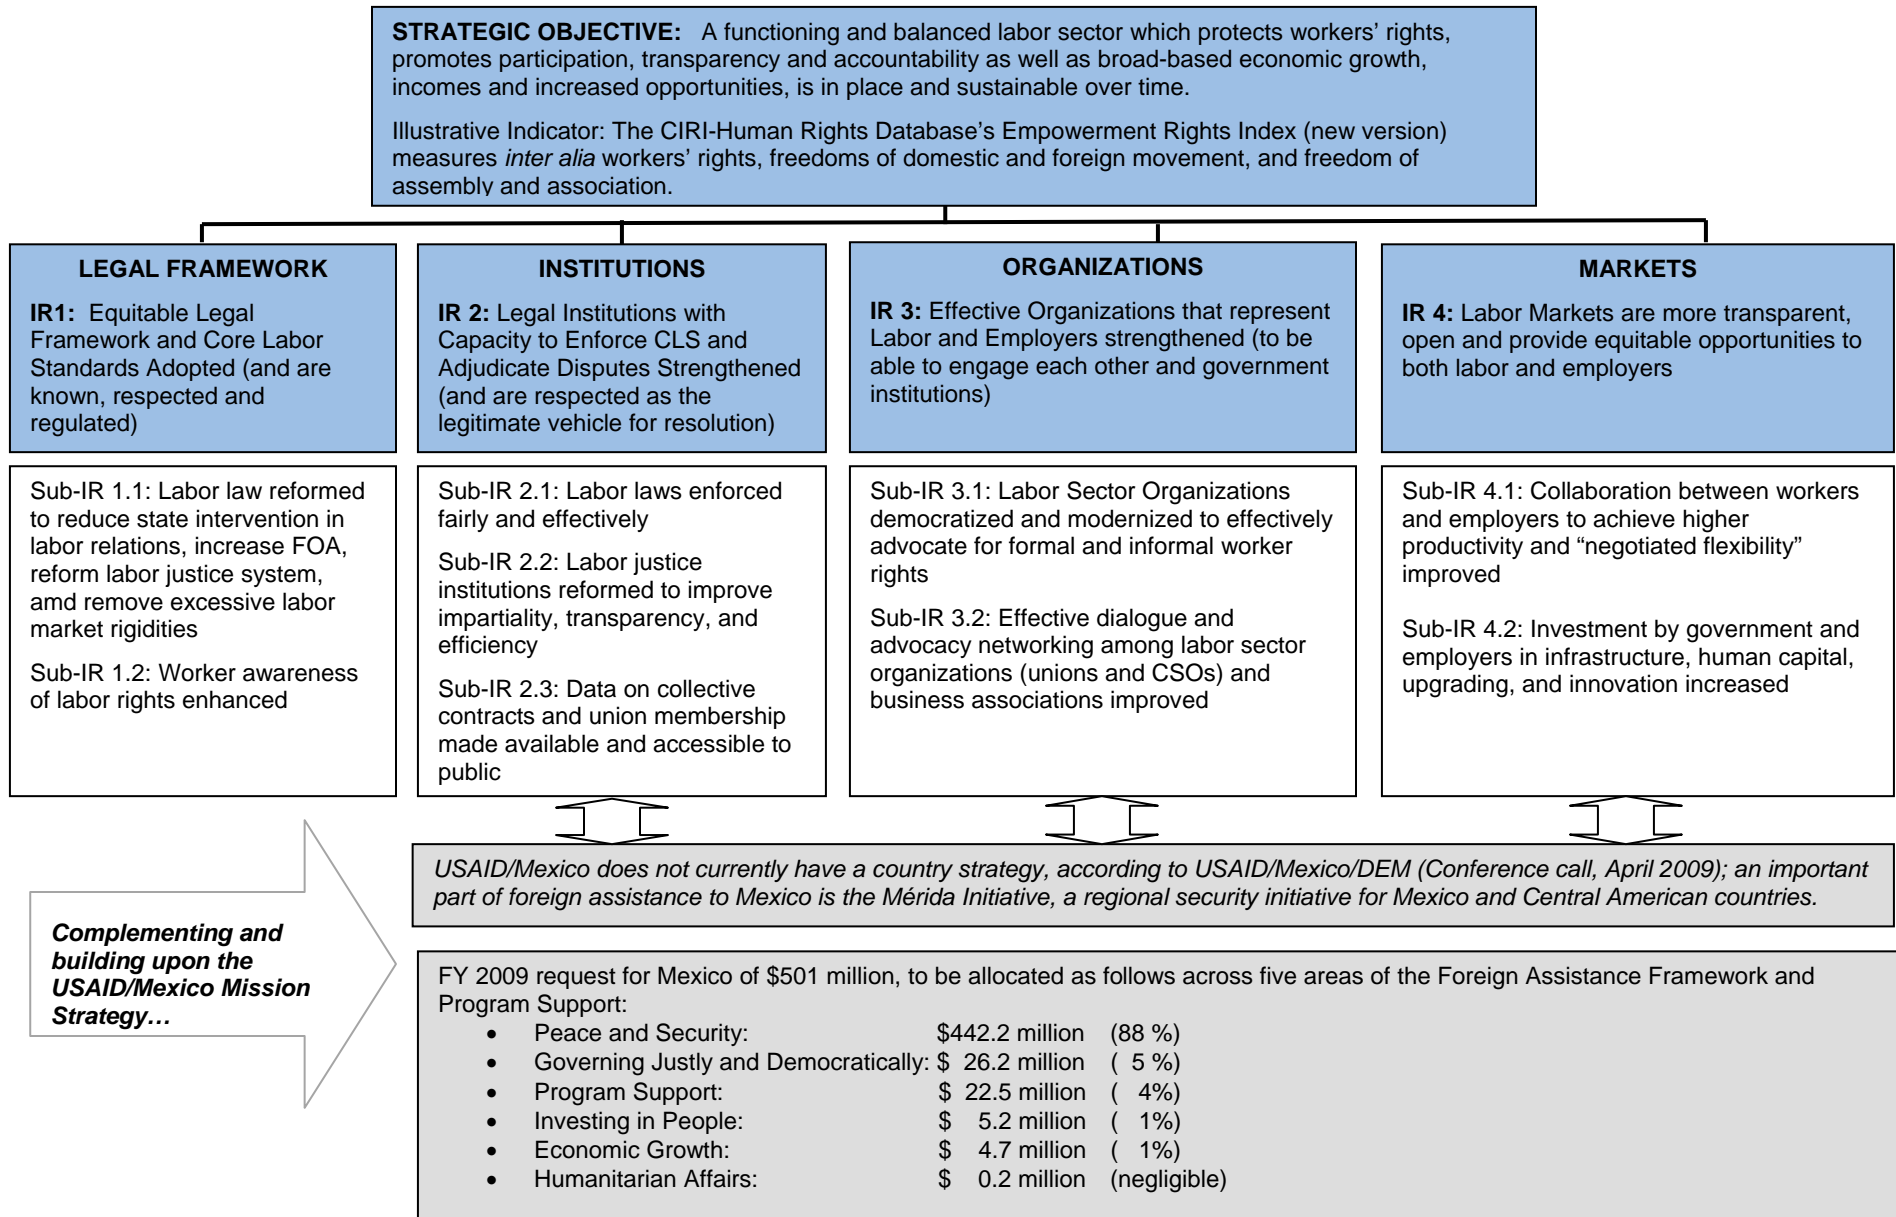 STRATEGIC OBJECTIVE: A functioning and balanced labor sector which protects workers' rights,
promotes participation, transparency and accountability as well as broad-based economic growth,
incomes and increased opportunities, is in place and sustainable over time.
Illustrative Indicator: The CIRI-Human Rights Database's Empowerment Rights Index (new version)
measures inter alia workers' rights, freedoms of domestic and foreign movement, and freedom of
assembly and association.
LEGAL FRAMEWORK
IR1: Equitable Legal
Framework and Core Labor
Standards Adopted (and are
known, respected and
regulated)
INSTITUTIONS
IR 2: Legal Institutions with
Capacity to Enforce CLS and
Adjudicate Disputes Strengthened
(and are respected as the
legitimate vehicle for resolution)
ORGANIZATIONS
IR 3: Effective Organizations that represent
Labor and Employers strengthened (to be
able to engage each other and government
institutions)
MARKETS
IR 4: Labor Markets are more transparent,
open and provide equitable opportunities to
both labor and employers
Sub-IR 1.1: Labor law reformed
to reduce state intervention in
labor relations, increase FOA,
reform labor justice system,
amd remove excessive labor
market rigidities
Sub-IR 1.2: Worker awareness
of labor rights enhanced
Sub-IR 2.1: Labor laws enforced
fairly and effectively
Sub-IR 2.2: Labor justice
institutions reformed to improve
impartiality, transparency, and
efficiency
Sub-IR 2.3: Data on collective
contracts and union membership
made available and accessible to
public
Sub-IR 3.1: Labor Sector Organizations
democratized and modernized to effectively
advocate for formal and informal worker
rights
Sub-IR 3.2: Effective dialogue and
advocacy networking among labor sector
organizations (unions and CSOs) and
business associations improved
Sub-IR 4.1: Collaboration between workers
and employers to achieve higher
productivity and “negotiated flexibility”
improved
Sub-IR 4.2: Investment by government and
employers in infrastructure, human capital,
upgrading, and innovation increased
Complementing and
building upon the
USAID/Mexico Mission
Strategy…
USAID/Mexico does not currently have a country strategy, according to USAID/Mexico/DEM (Conference call, April 2009); an important
part of foreign assistance to Mexico is the Mérida Initiative, a regional security initiative for Mexico and Central American countries.
FY 2009 request for Mexico of $501 million, to be allocated as follows across five areas of the Foreign Assistance Framework and
Program Support:
• Peace and Security: $442.2 million (88 %)
• Governing Justly and Democratically: $ 26.2 million ( 5 %)
• Program Support: $ 22.5 million ( 4%)
• Investing in People: $ 5.2 million ( 1%)
• Economic Growth: $ 4.7 million ( 1%)
• Humanitarian Affairs: $ 0.2 million (negligible)